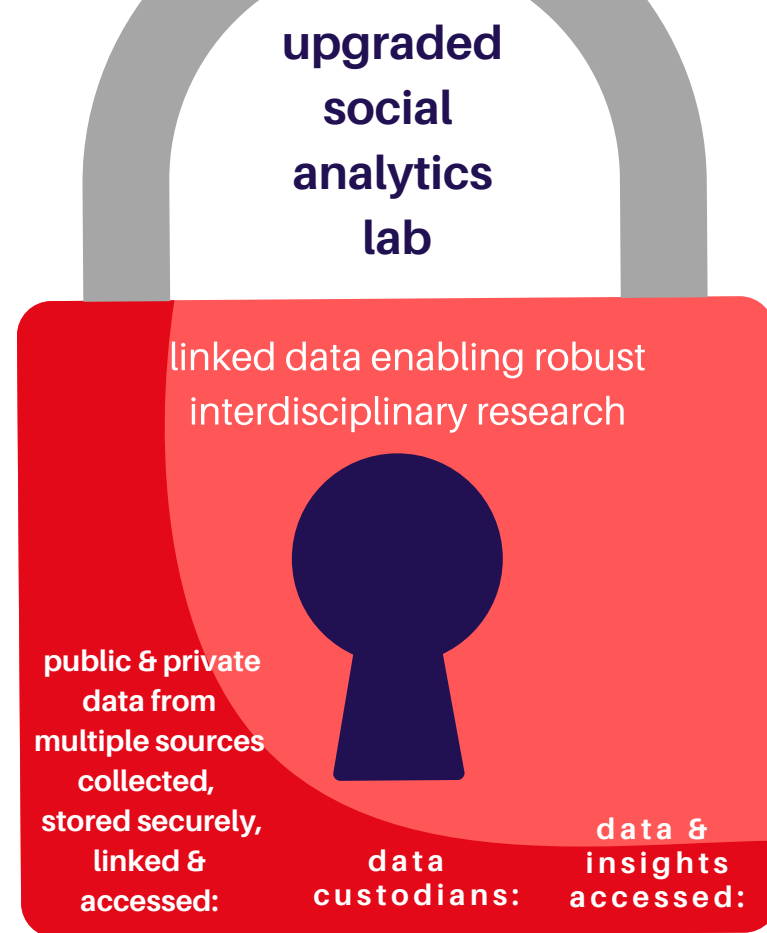 upgraded
social
analytics
lab
linked data enabling robust
interdisciplinary research
public & private
data from
multiple sources
collected,
stored securely,
linked &
accessed:
data
custodians:
data &
insights
accessed: